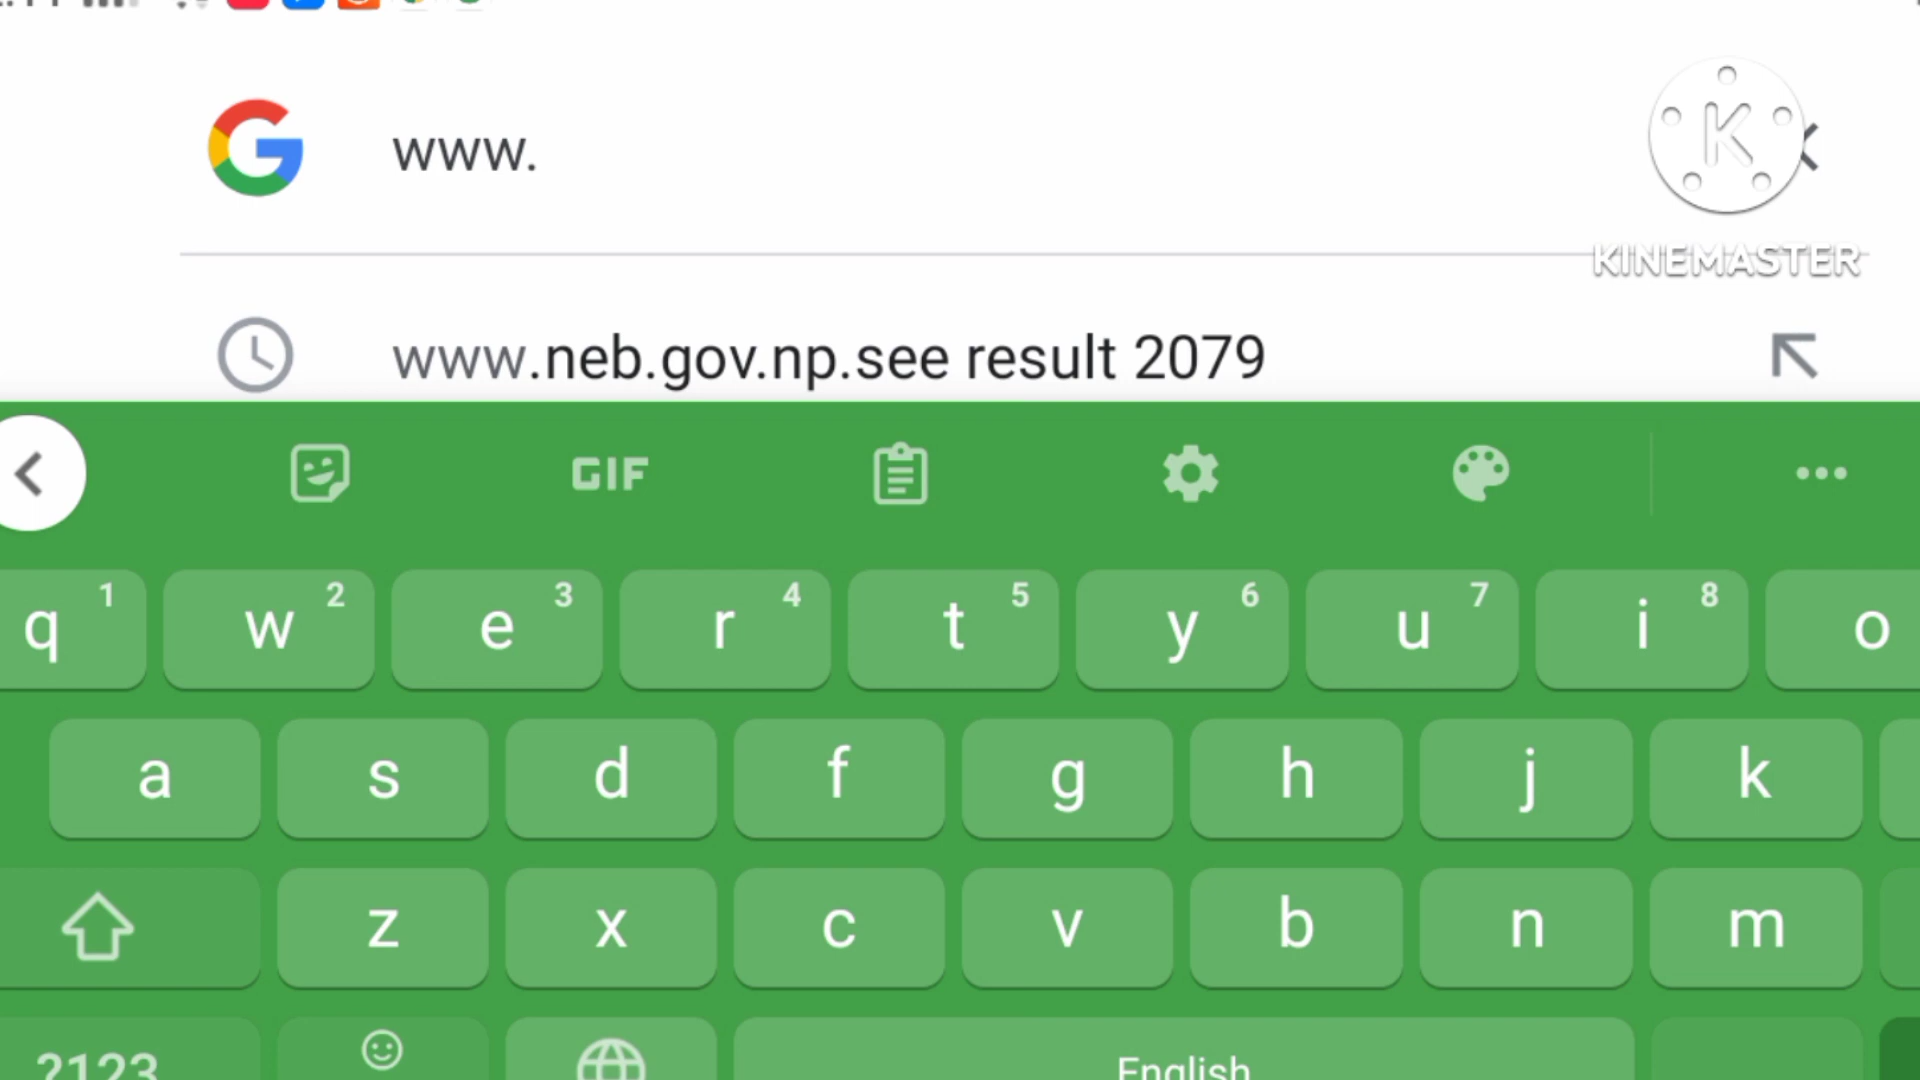 www.
K
KINEMASTER
www.neb.gov.np.see result 2079
GIF
q 1 w 2 e 3 r 4 t 5 y 6 u 7 i 8 o
a s d f g h j k
z x c v b n m
?123 English